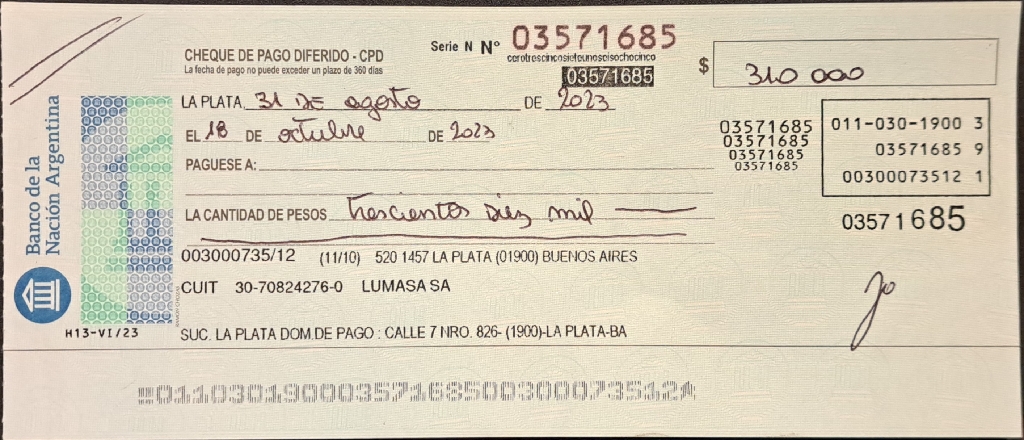 Banco de la
Nación Argentina
H13-VI/23
CHEQUE DE PAGO DIFERIDO - CPD
La fecha de pago no puede exceder un plazo de 360 días
Serie N Nº 03571685
cerotrescincosieteunoseisochocinco
03571685
$ 310 000
LA PLATA, 31 DE agosto DE 2023
EL 18 DE octubre DE 2023
PAGUESE A:
LA CANTIDAD DE PESOS trescientos diez mil
03571685
03571685
03571685
03571685
011-030-1900 3
03571685 9
00300073512 1
03571685
003000735/12 (11/10) 520 1457 LA PLATA (01900) BUENOS AIRES
CUIT 30-70824276-0 LUMASA SA
SUC. LA PLATA DOM.DE PAGO : CALLE 7 NRO. 826- (1900)-LA PLATA-BA
01103019000357168500300073512